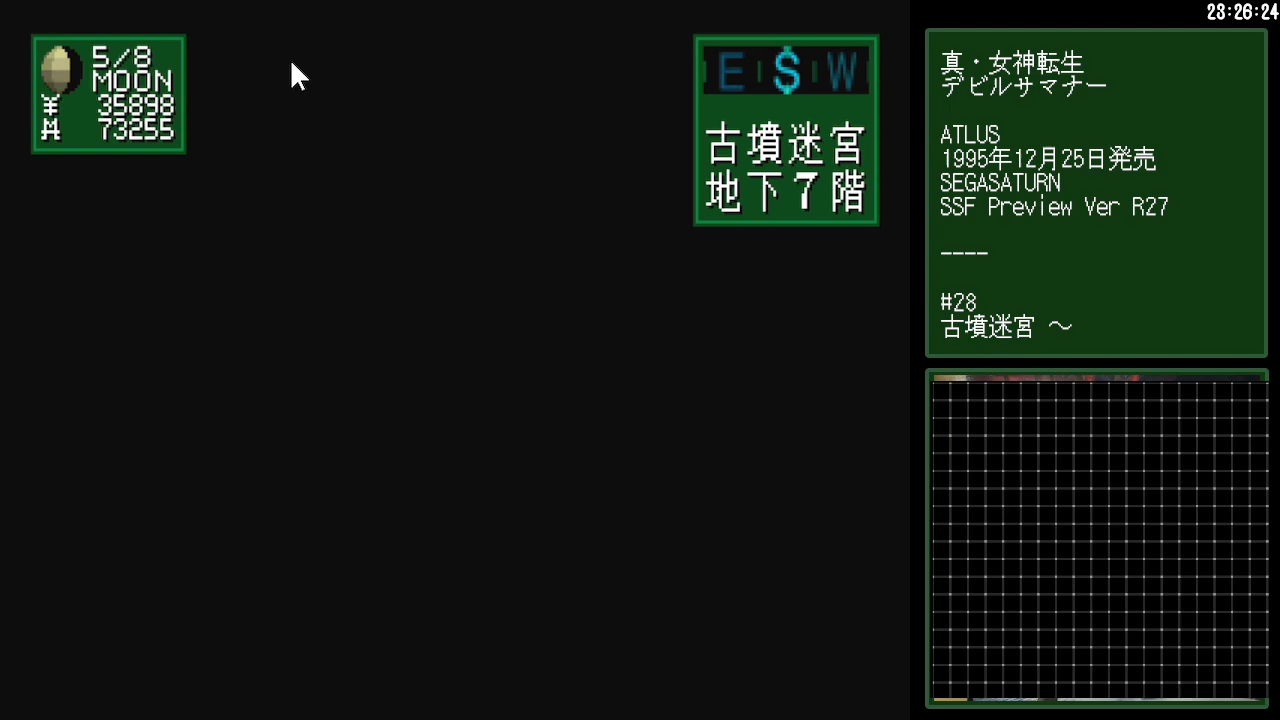 23:26:24
5/8
MOON
¥ 35898
73255
E S W
古墳迷宮
地下7階
真・女神転生
デビルサマナー
ATLUS
1995年12月25日発売
SEGASATURN
SSF Preview Ver R27
----
#28
古墳迷宮 ～